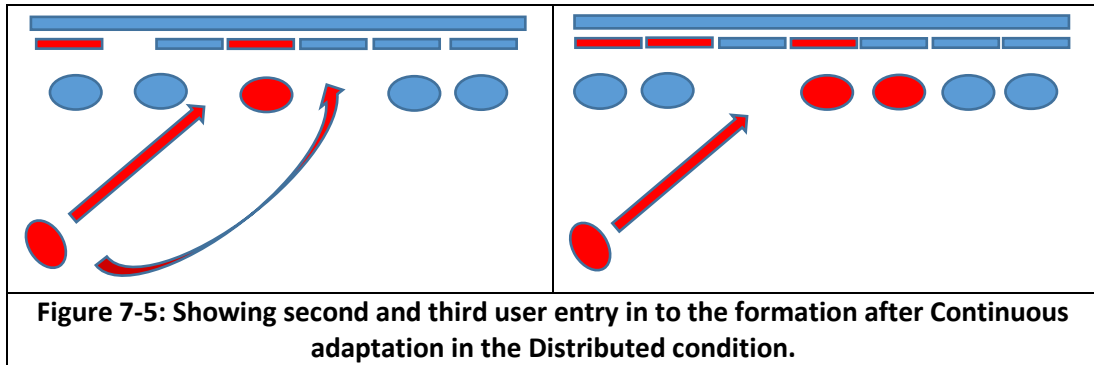 Figure 7-5: Showing second and third user entry in to the formation after Continuous
adaptation in the Distributed condition.